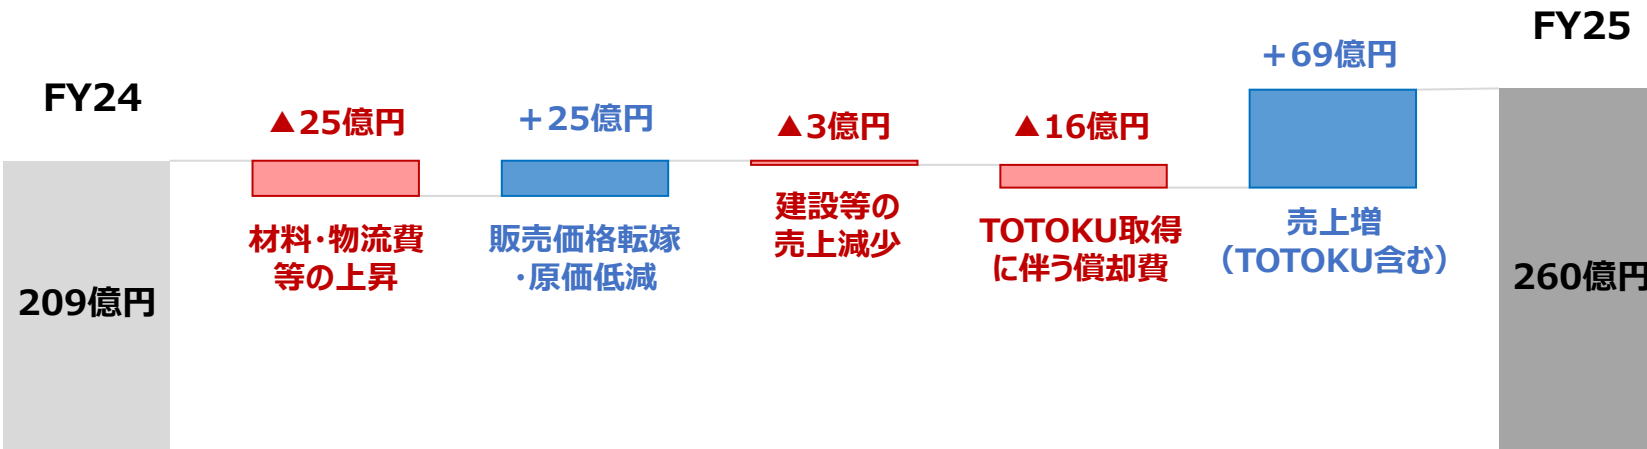 FY24
209億円
▲25億円
材料・物流費
等の上昇
＋25億円
販売価格転嫁
・原価低減
▲3億円
建設等の
売上減少
▲16億円
TOTOKU取得
に伴う償却費
＋69億円
売上増
（TOTOKU含む）
FY25
260億円